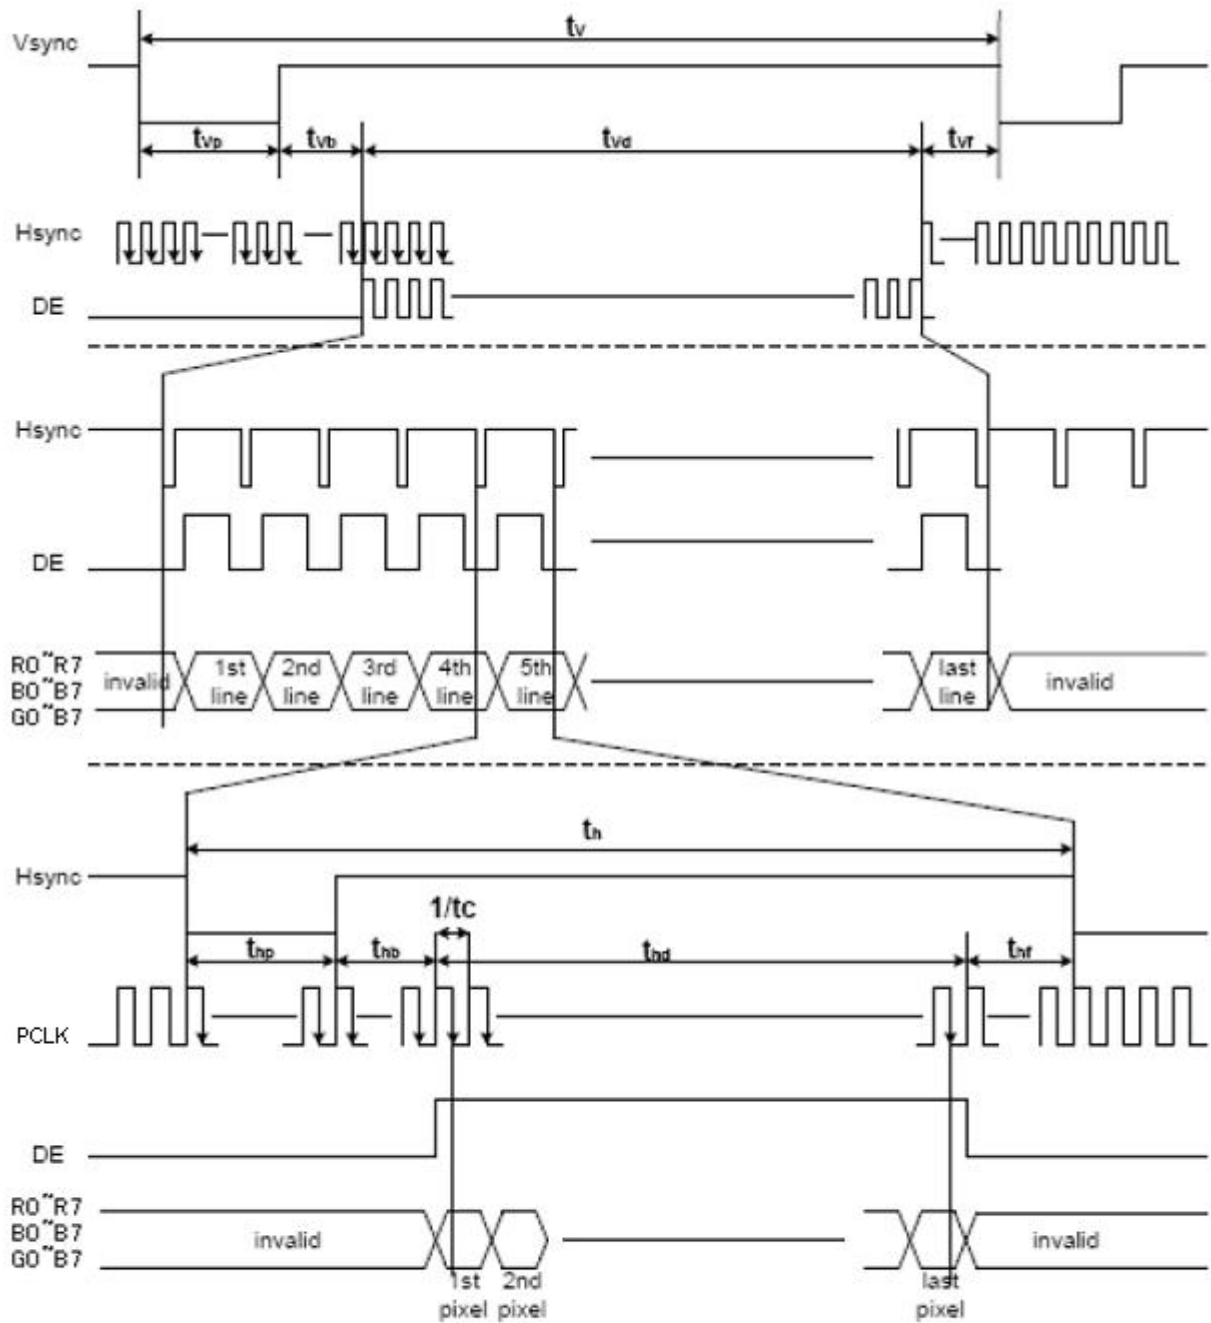 tv
Vsync
tvp
tvb
tvd
tvf
Hsync
DE
Hsync
DE
R0~R7
B0~B7
G0~B7
invalid
1st
line
2nd
line
3rd
line
4th
line
5th
line
last
line
invalid
th
Hsync
1/tc
thp
thb
thd
thf
PCLK
DE
R0~R7
B0~B7
G0~B7
invalid
invalid
1st
pixel
2nd
pixel
last
pixel